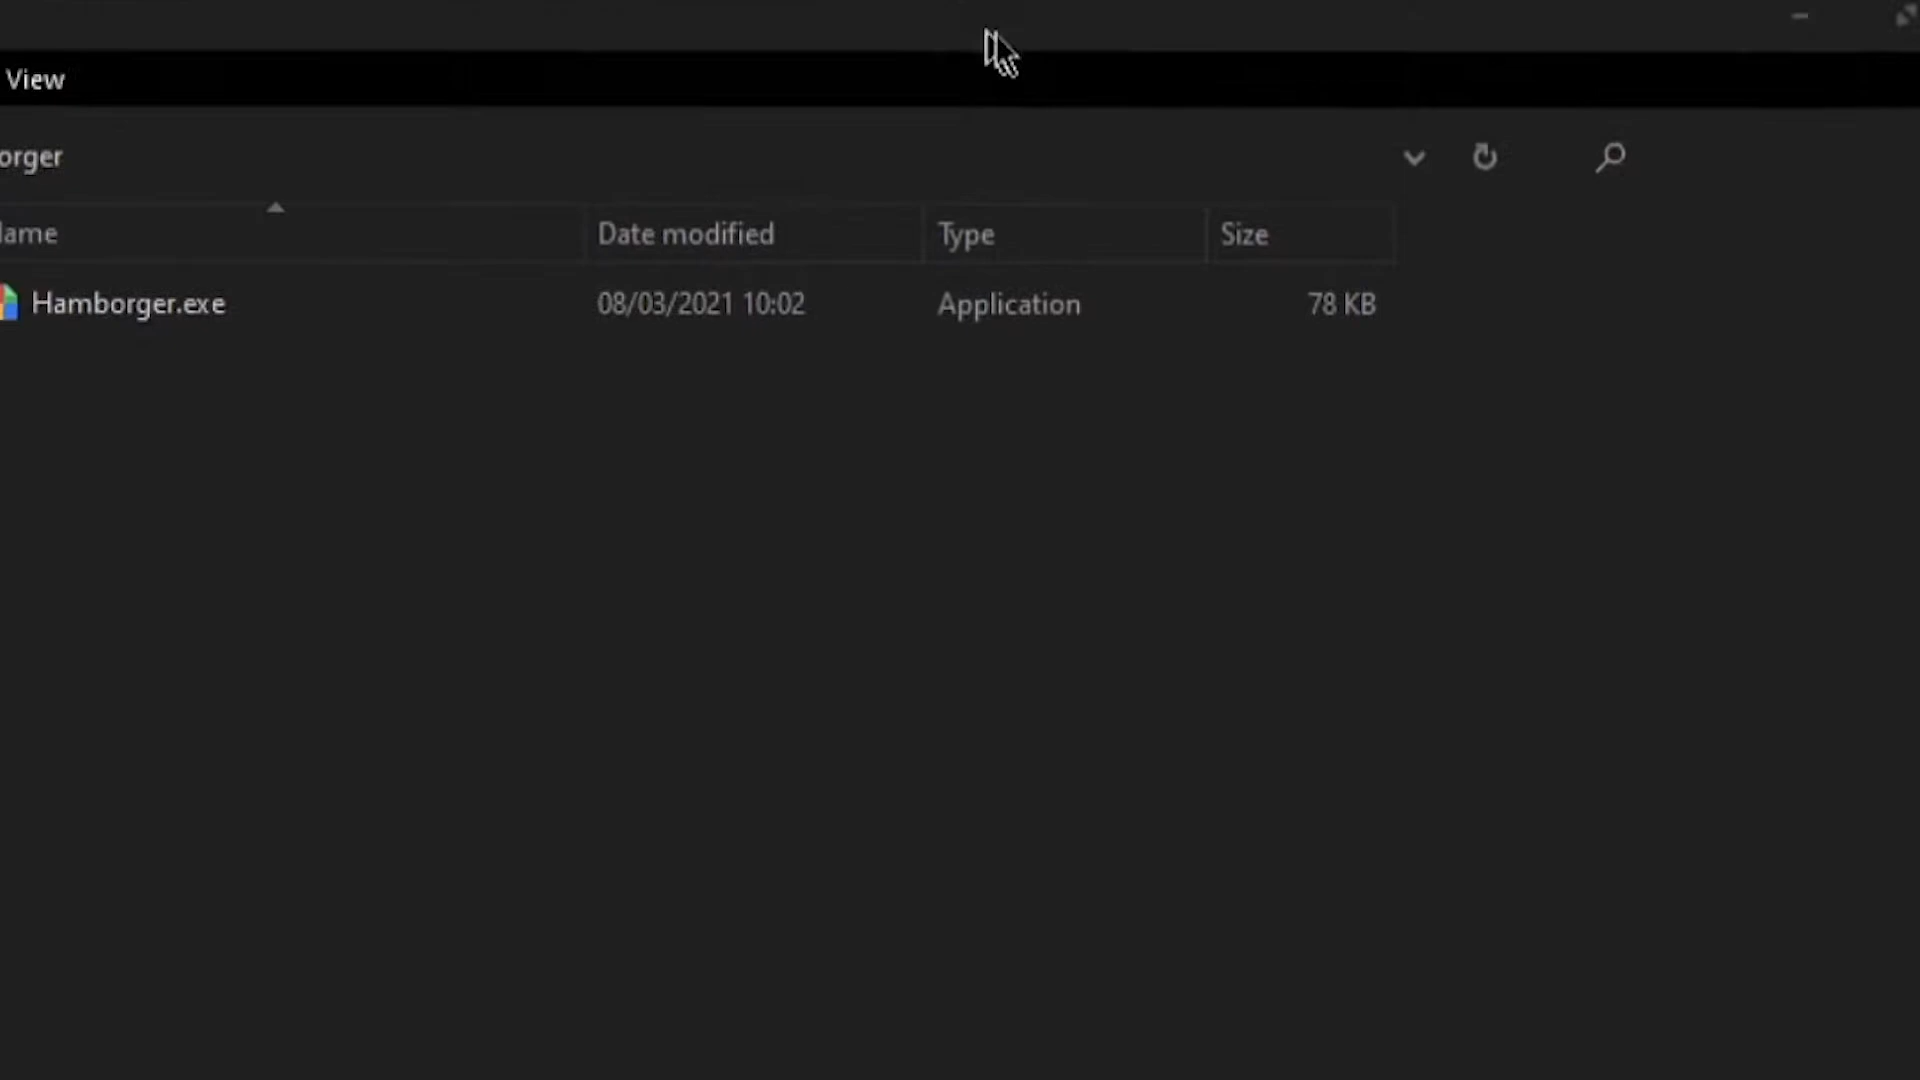 View
orger
lame
Date modified
Type
Size
Hamborger.exe
08/03/2021 10:02
Application
78 KB